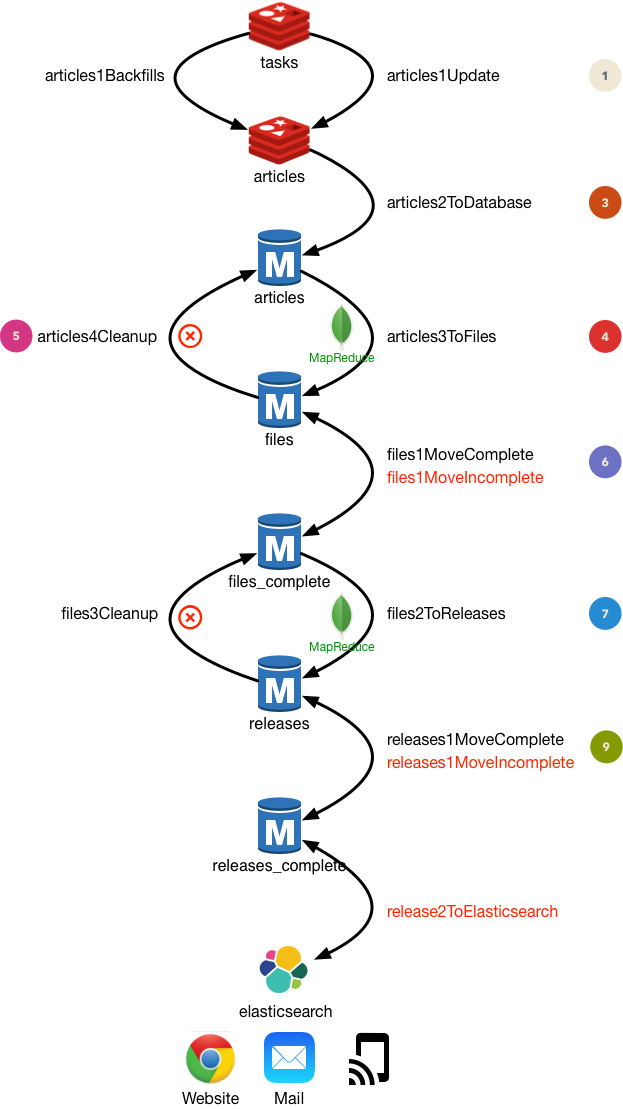 tasks
articles1Backfills
articles1Update
1
articles
articles2ToDatabase
3
M
articles
5
articles4Cleanup
MapReduce
articles3ToFiles
4
M
files
files1MoveComplete
files1MoveIncomplete
6
M
files_complete
files3Cleanup
MapReduce
files2ToReleases
7
M
releases
releases1MoveComplete
releases1MoveIncomplete
9
M
releases_complete
release2ToElasticsearch
elasticsearch
Website
Mail